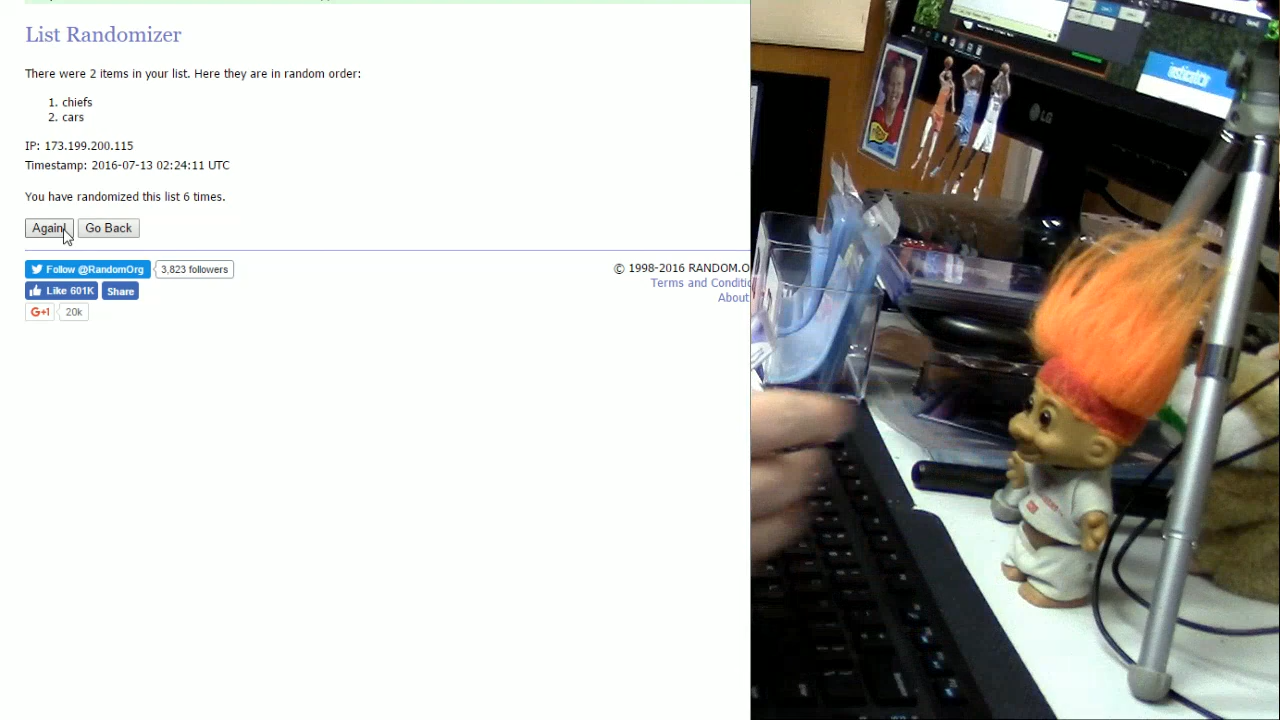 List Randomizer
There were 2 items in your list. Here they are in random order:
1. chiefs
2. cars
IP: 173.199.200.115
Timestamp: 2016-07-13 02:24:11 UTC
You have randomized this list 6 times.
Again! Go Back
Follow @RandomOrg 3,823 followers
Like 601K Share
G+1 20k
© 1998-2016 RANDOM.O
Terms and Conditio
About
LG
insticator